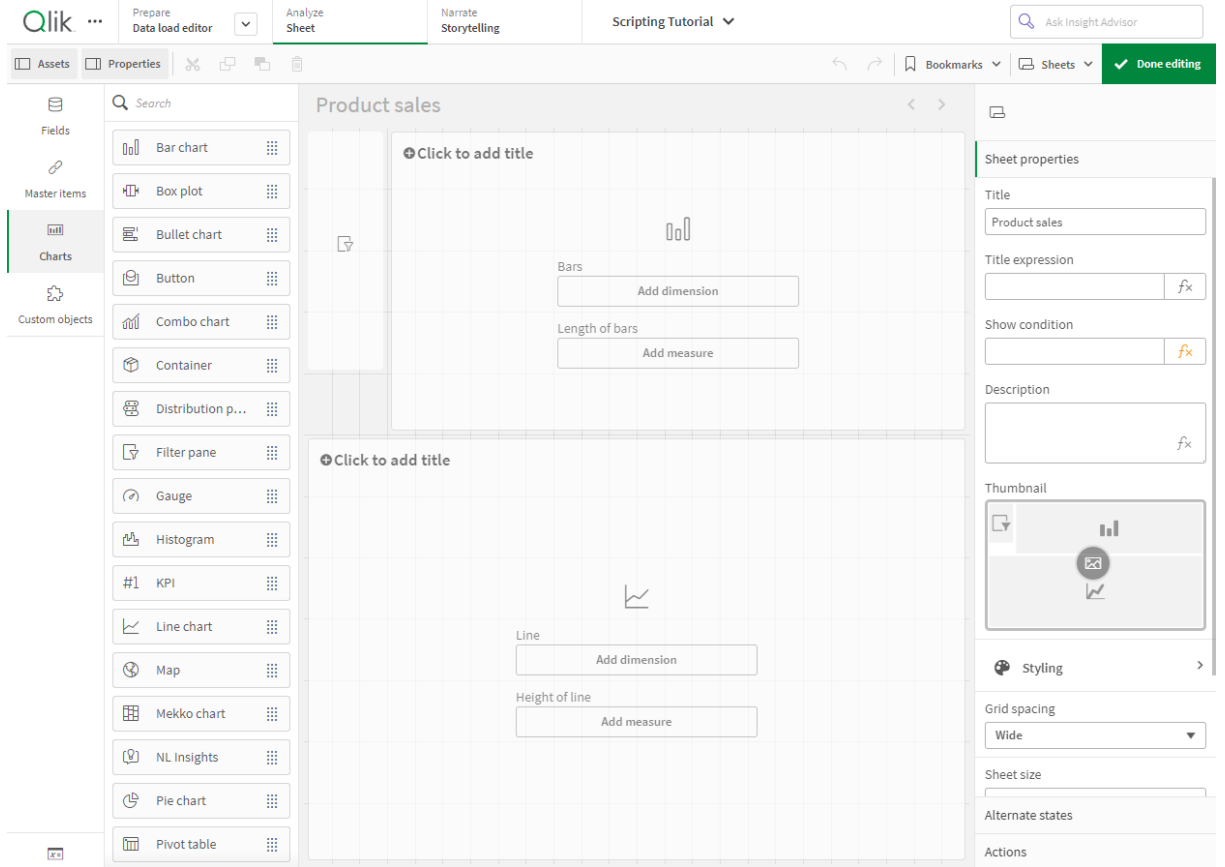 Qlik
Prepare
Data load editor
Analyze
Sheet
Narrate
Storytelling
Scripting Tutorial
Ask Insight Advisor
Assets
Properties
Bookmarks
Sheets
Done editing
Fields
Master items
Charts
Custom objects
Search
Bar chart
Box plot
Bullet chart
Button
Combo chart
Container
Distribution p...
Filter pane
Gauge
Histogram
#1 KPI
Line chart
Map
Mekko chart
NL Insights
Pie chart
Pivot table
Product sales
Click to add title
Bars
Add dimension
Length of bars
Add measure
Click to add title
Line
Add dimension
Height of line
Add measure
Sheet properties
Title
Product sales
Title expression
fx
Show condition
fx
Description
fx
Thumbnail
Styling
Grid spacing
Wide
Sheet size
Alternate states
Actions